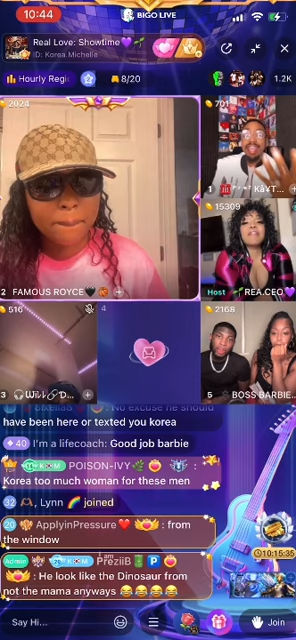 10:44
BIGO LIVE
Real Love: Showtime💜🌱
ID: Korea.Michelle
Hourly Regi
8/20
1.2K
2924
701
1
2 FAMOUS ROYCE🖤
15309
Host 🌱REA.CEO💜
516
4
2168
3
5 BOSS BARBIE...
No excuse he should
have been here or texted you korea
40 I'm a lifecoach: Good job barbie
K M POISON-IVY🌿
Korea too much woman for these men
32 , Lynn 🌈 joined
20 ApplyinPressure❤️ : from
the window
Admin K M I am PreziiB P
: He look like the Dinosaur from
not the mama anyways 😂😂😂😂
10:15:35
Say Hi
Join